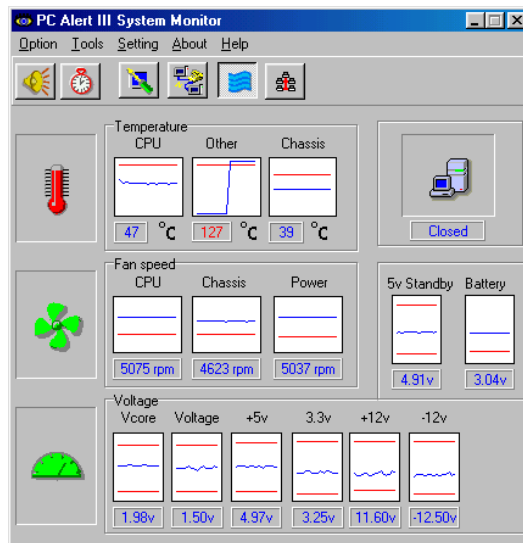 PC Alert III System Monitor
Option Tools Setting About Help
Temperature
CPU Other Chassis
47 °C 127 °C 39 °C
Closed
Fan speed
CPU Chassis Power
5075 rpm 4623 rpm 5037 rpm
5v Standby Battery
4.91v 3.04v
Voltage
Vcore Voltage +5v 3.3v +12v -12v
1.98v 1.50v 4.97v 3.25v 11.60v -12.50v